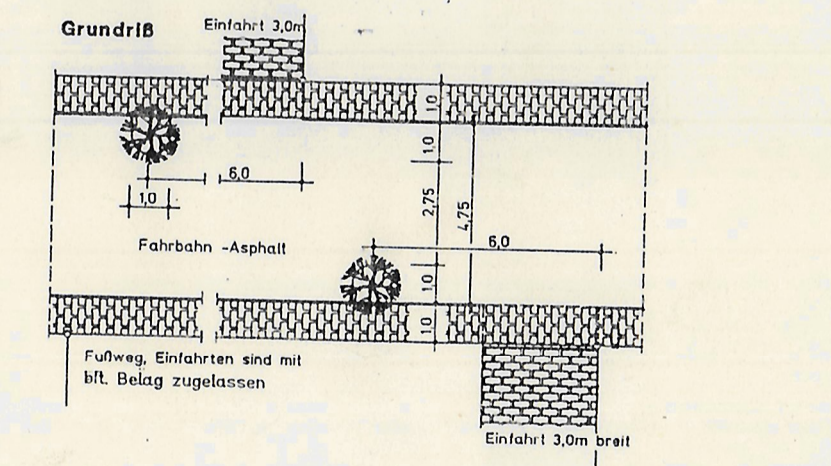 Grundriß
Einfahrt 3,0m
1,0
1,0
6,0
1,0
2,75
4,75
Fahrbahn -Asphalt
6,0
1,0
1,0
Fußweg, Einfahrten sind mit
bft. Belag zugelassen
Einfahrt 3,0m breit